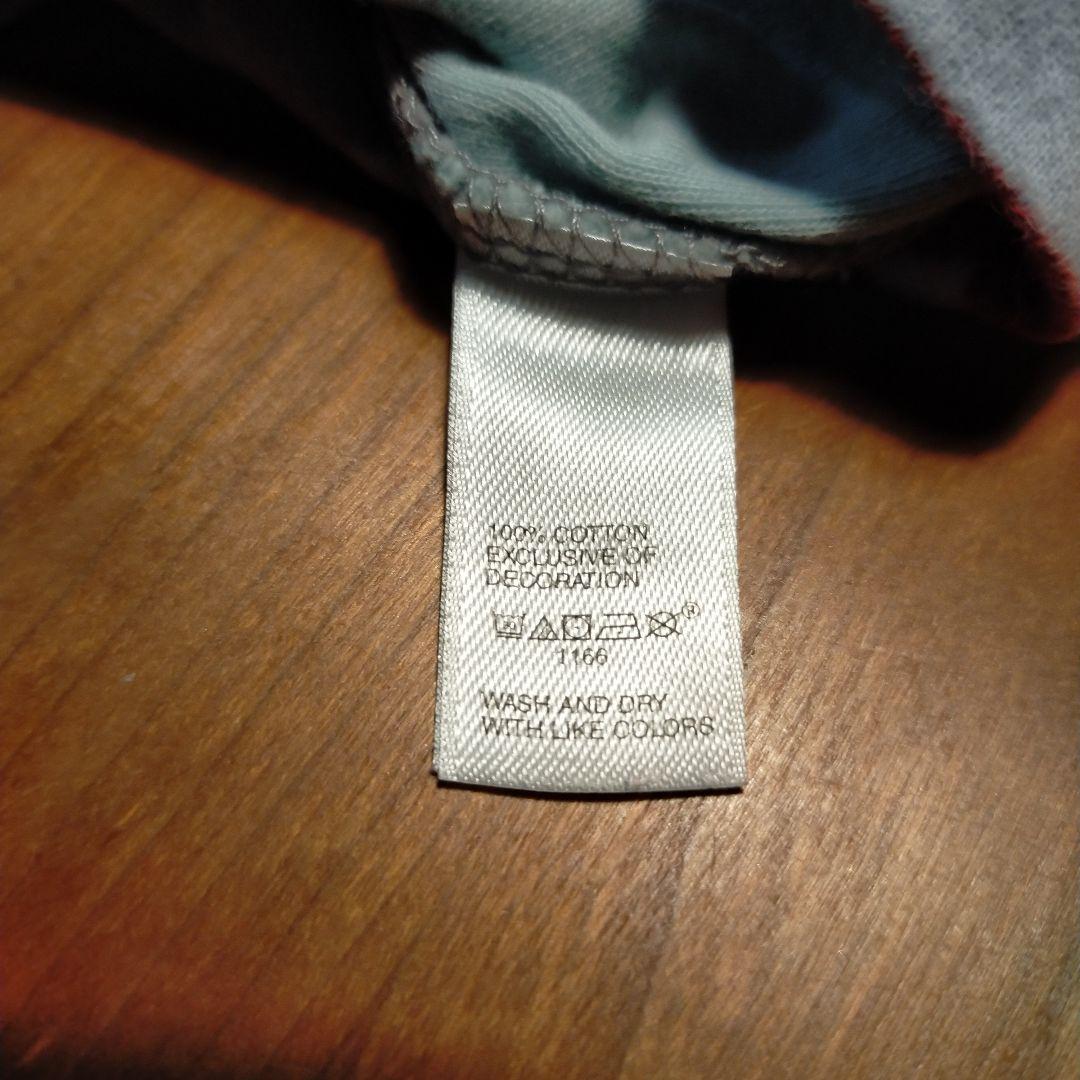 100% COTTON
EXCLUSIVE OF
DECORATION
®
1166
WASH AND DRY
WITH LIKE COLORS